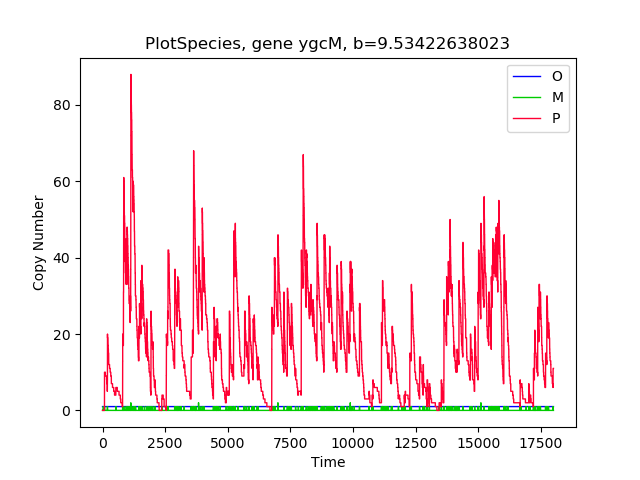 PlotSpecies, gene ygcM, b=9.53422638023
O
M
P
80
60
40
20
0
Copy Number
0 2500 5000 7500 10000 12500 15000 17500
Time